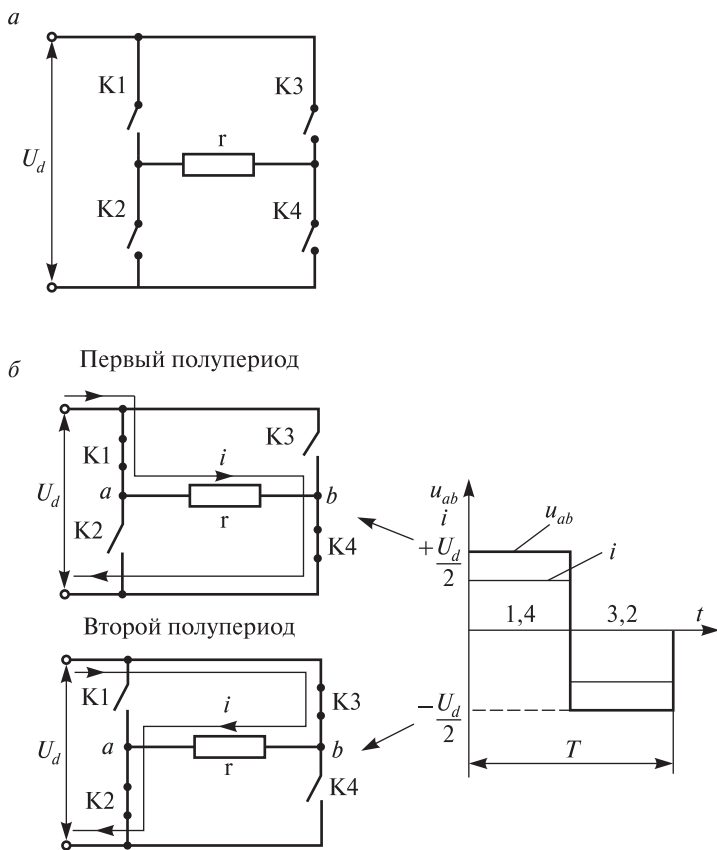 а
K1
K3
U_d
r
K2
K4
Первый полупериод
б
K3
K1
i
U_d
a
b
r
K2
K4
u_ab
i
u_ab
+U_d/2
i
1,4
3,2
t
−U_d/2
T
Второй полупериод
K1
i
K3
U_d
a
b
r
K2
K4